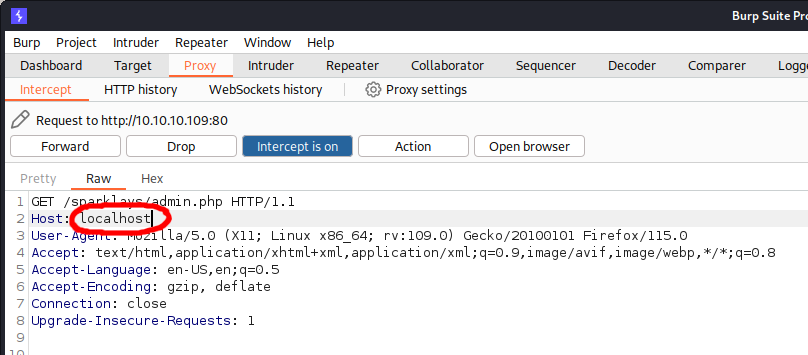 Burp Suite Pro
Burp Project Intruder Repeater Window Help
Dashboard Target Proxy Intruder Repeater Collaborator Sequencer Decoder Comparer Logge
Intercept HTTP history WebSockets history Proxy settings
Request to http://10.10.10.109:80
Forward Drop Intercept is on Action Open browser
Pretty Raw Hex
1 GET /sparklays/admin.php HTTP/1.1
2 Host: localhost
3 User-Agent: Mozilla/5.0 (X11; Linux x86_64; rv:109.0) Gecko/20100101 Firefox/115.0
4 Accept: text/html,application/xhtml+xml,application/xml;q=0.9,image/avif,image/webp,*/*;q=0.8
5 Accept-Language: en-US,en;q=0.5
6 Accept-Encoding: gzip, deflate
7 Connection: close
8 Upgrade-Insecure-Requests: 1
9
10